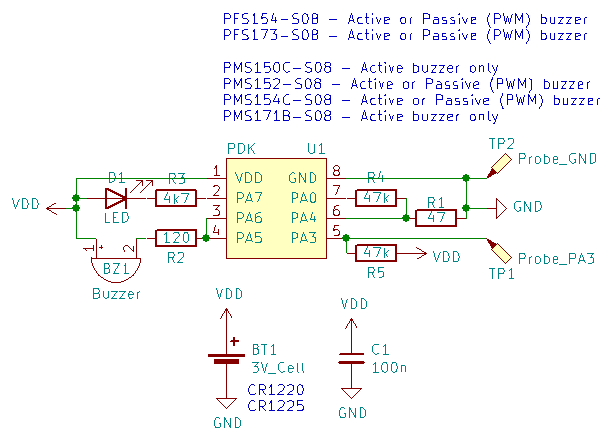 PFS154-S08 - Active or Passive (PWM) buzzer
PFS173-S08 - Active or Passive (PWM) buzzer
PMS150C-S08 - Active buzzer only
PMS152-S08 - Active or Passive (PWM) buzzer
PMS154C-S08 - Active or Passive (PWM) buzzer
PMS171B-S08 - Active buzzer only
PDK U1
TP2
Probe_GND
D1
R3
1 VDD GND 8
R4
VDD
LED
4k7
2 PA7 PA0 7
47k
R1
47
GND
3 PA6 PA4 6
1 + 2
120
4 PA5 PA3 5
BZ1
R2
47k
VDD
R5
TP1
Probe_PA3
Buzzer
VDD
VDD
+
BT1
3V_Cell
C1
100n
CR1220
CR1225
GND
GND